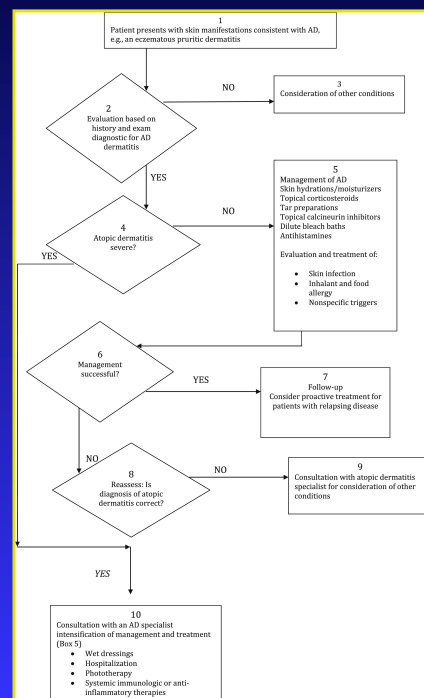 1
Patient presents with skin manifestations consistent with AD,
e.g., an eczematous pruritic dermatitis
NO
3
Consideration of other conditions
2
Evaluation based on
history and exam
diagnostic for AD
dermatitis
YES
5
Management of AD
Skin hydrations/moisturizers
Topical corticosteroids
Tar preparations
Topical calcineurin inhibitors
Dilute bleach baths
Antihistamines
Evaluation and treatment of:
• Skin infection
• Inhalant and food
allergy
• Nonspecific triggers
NO
4
Atopic dermatitis
severe?
YES
6
Management
successful?
YES
7
Follow-up
Consider proactive treatment for
patients with relapsing disease
NO
8
Reassess: Is
diagnosis of atopic
dermatitis correct?
NO
9
Consultation with atopic dermatitis
specialist for consideration of other
conditions
YES
10
Consultation with an AD specialist
intensification of management and treatment
(Box 5)
• Wet dressings
• Hospitalization
• Phototherapy
• Systemic immunologic or anti-
inflammatory therapies